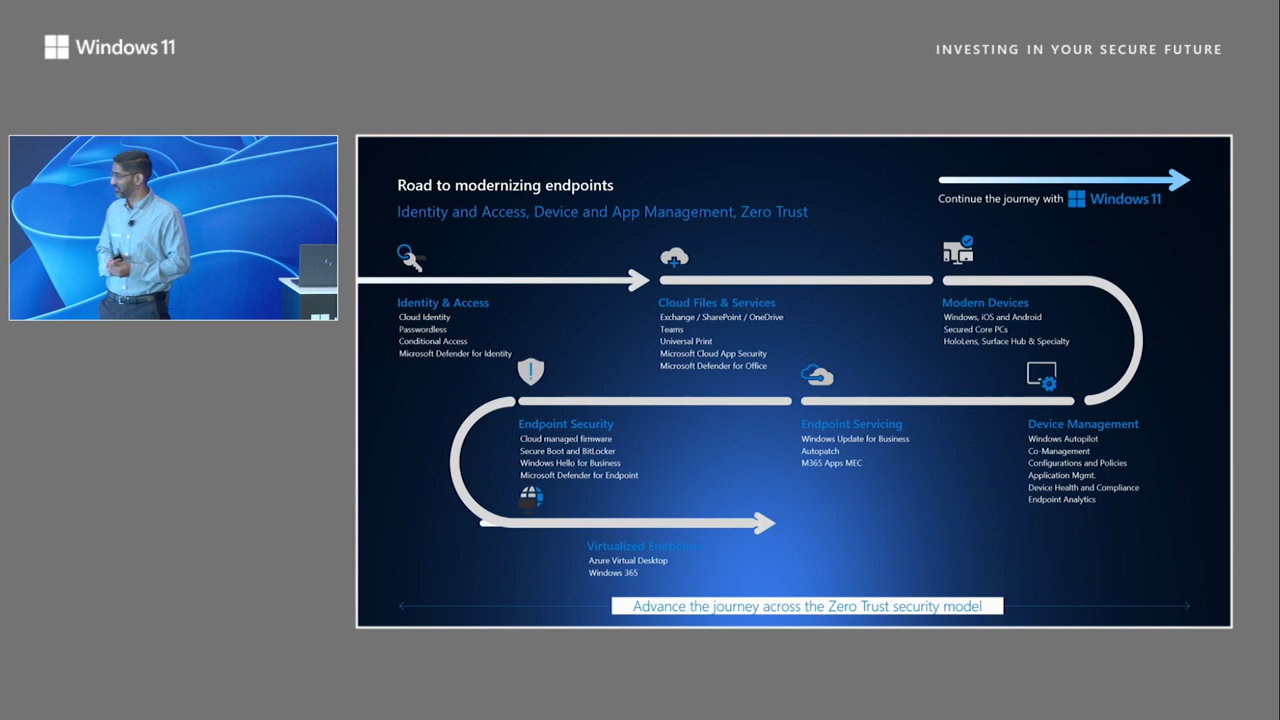 Windows 11
INVESTING IN YOUR SECURE FUTURE
Road to modernizing endpoints
Identity and Access, Device and App Management, Zero Trust
Continue the journey with Windows 11
Identity & Access
Cloud Identity
Passwordless
Conditional Access
Microsoft Defender for Identity
Cloud Files & Services
Exchange / SharePoint / OneDrive
Teams
Universal Print
Microsoft Cloud App Security
Microsoft Defender for Office
Modern Devices
Windows, iOS and Android
Secured Core PCs
HoloLens, Surface Hub & Specialty
Endpoint Security
Cloud managed firmware
Secure Boot and BitLocker
Windows Hello for Business
Microsoft Defender for Endpoint
Endpoint Servicing
Windows Update for Business
Autopatch
M365 Apps MEC
Device Management
Windows Autopilot
Co-Management
Configurations and Policies
Application Mgmt.
Device Health and Compliance
Endpoint Analytics
Virtualized Endpoints
Azure Virtual Desktop
Windows 365
Advance the journey across the Zero Trust security model